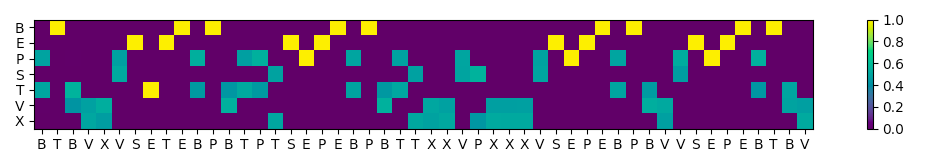 B
E
P
S
T
V
X
B T B V X V S E T E B P B T P T S E P E B P B T T X X V P X X X V S E P E B P B V V S E P E B T B V
1.0
0.8
0.6
0.4
0.2
0.0